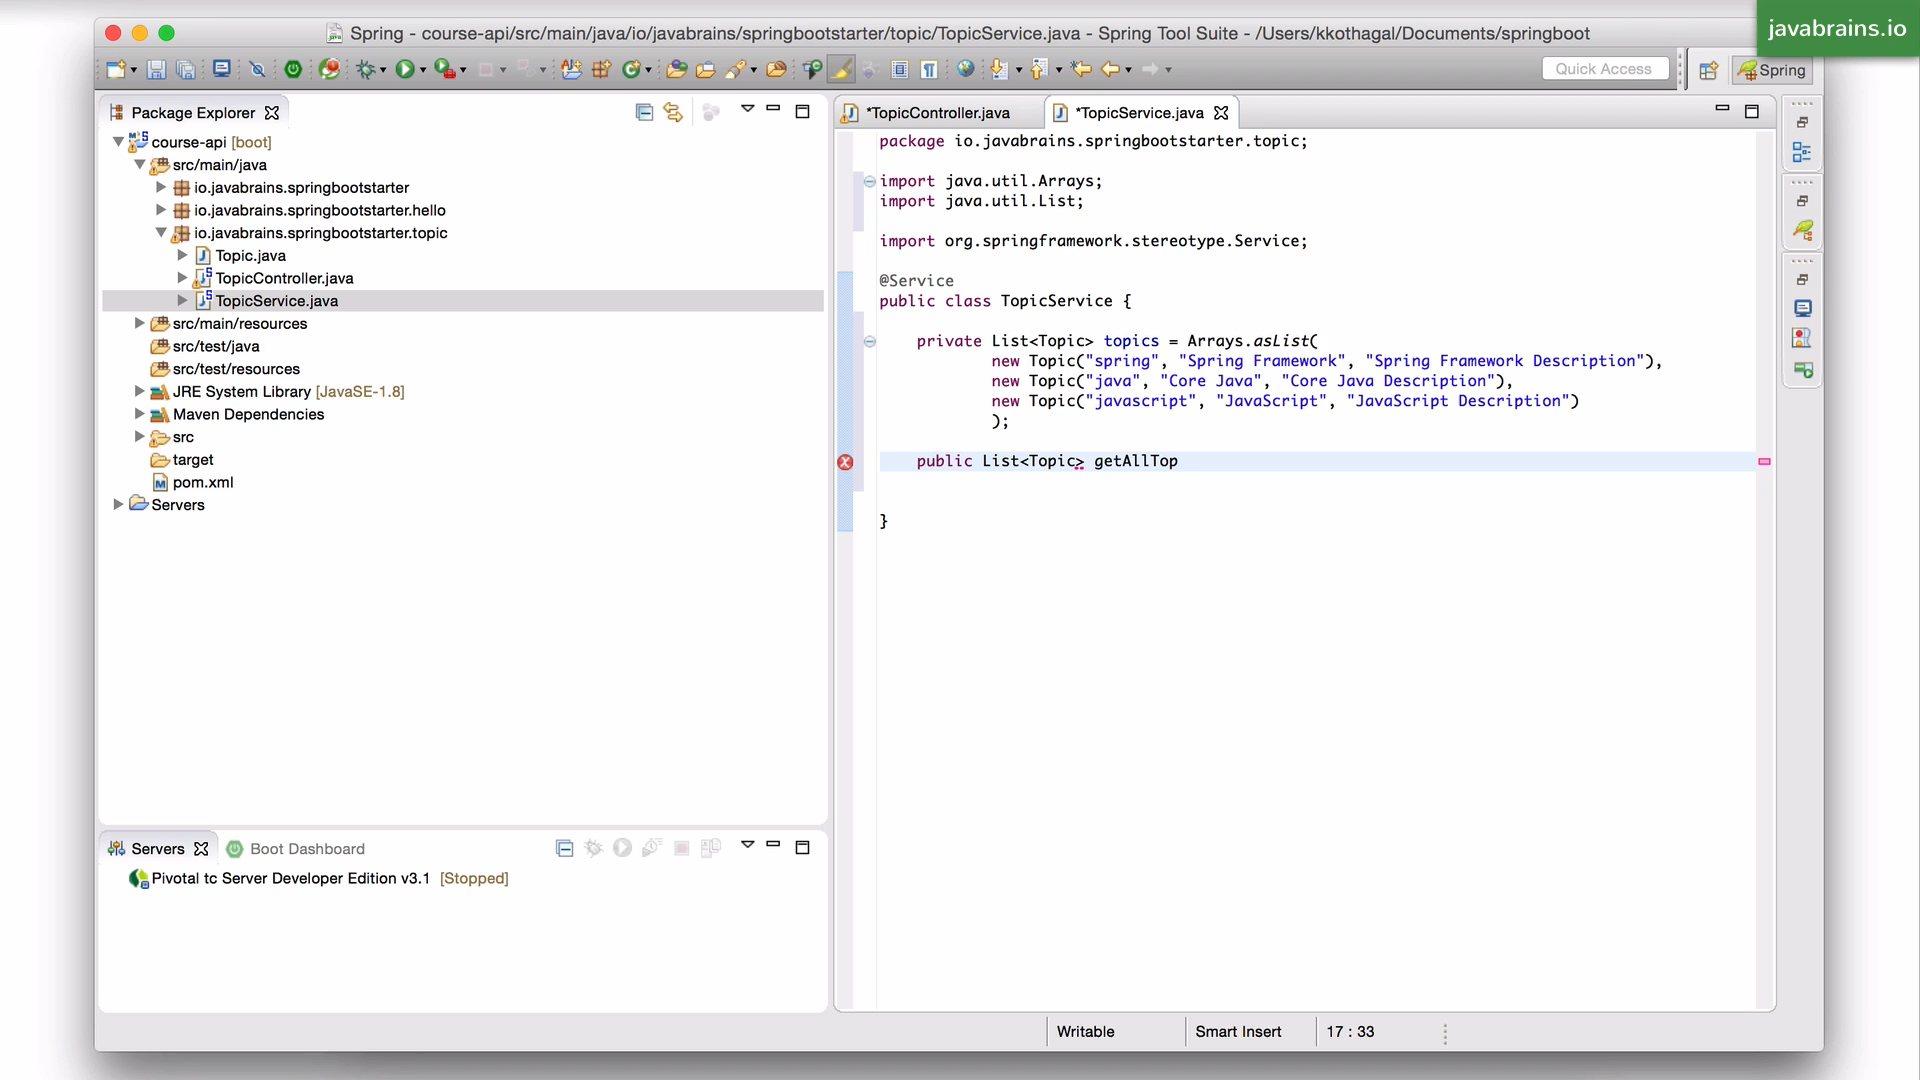 javabrains.io
Spring - course-api/src/main/java/io/javabrains/springbootstarter/topic/TopicService.java - Spring Tool Suite - /Users/kkothagal/Documents/springboot
Quick Access
Spring
Package Explorer
course-api [boot]
src/main/java
io.javabrains.springbootstarter
io.javabrains.springbootstarter.hello
io.javabrains.springbootstarter.topic
Topic.java
TopicController.java
TopicService.java
src/main/resources
src/test/java
src/test/resources
JRE System Library [JavaSE-1.8]
Maven Dependencies
src
target
pom.xml
Servers
Servers
Boot Dashboard
Pivotal tc Server Developer Edition v3.1 [Stopped]
*TopicController.java
*TopicService.java
package io.javabrains.springbootstarter.topic;
import java.util.Arrays;
import java.util.List;
import org.springframework.stereotype.Service;
@Service
public class TopicService {
private List<Topic> topics = Arrays.asList(
new Topic("spring", "Spring Framework", "Spring Framework Description"),
new Topic("java", "Core Java", "Core Java Description"),
new Topic("javascript", "JavaScript", "JavaScript Description")
);
public List<Topic> getAllTop
}
Writable
Smart Insert
17 : 33